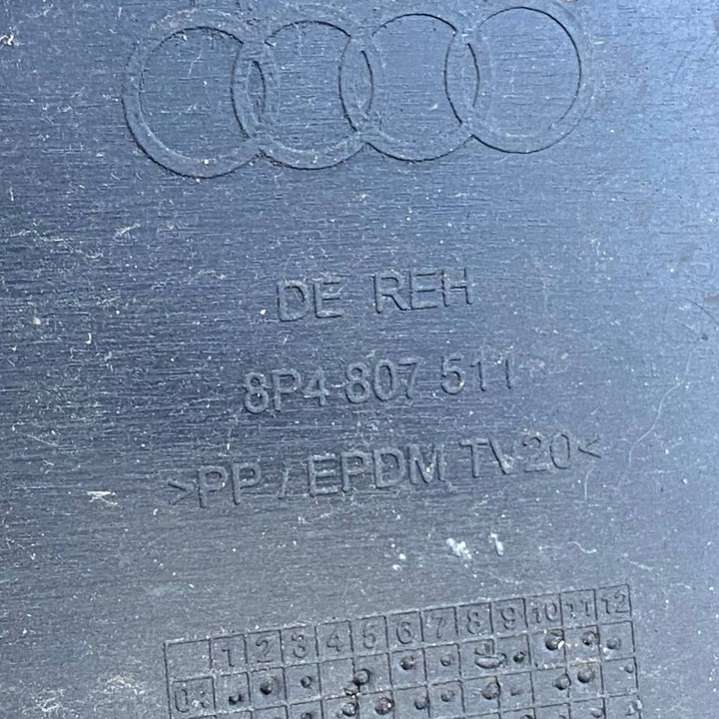 DE REH
8P4 807 511
>PP / EPDM TV20<
1 2 3 4 5 6 7 8 9 10 11 12